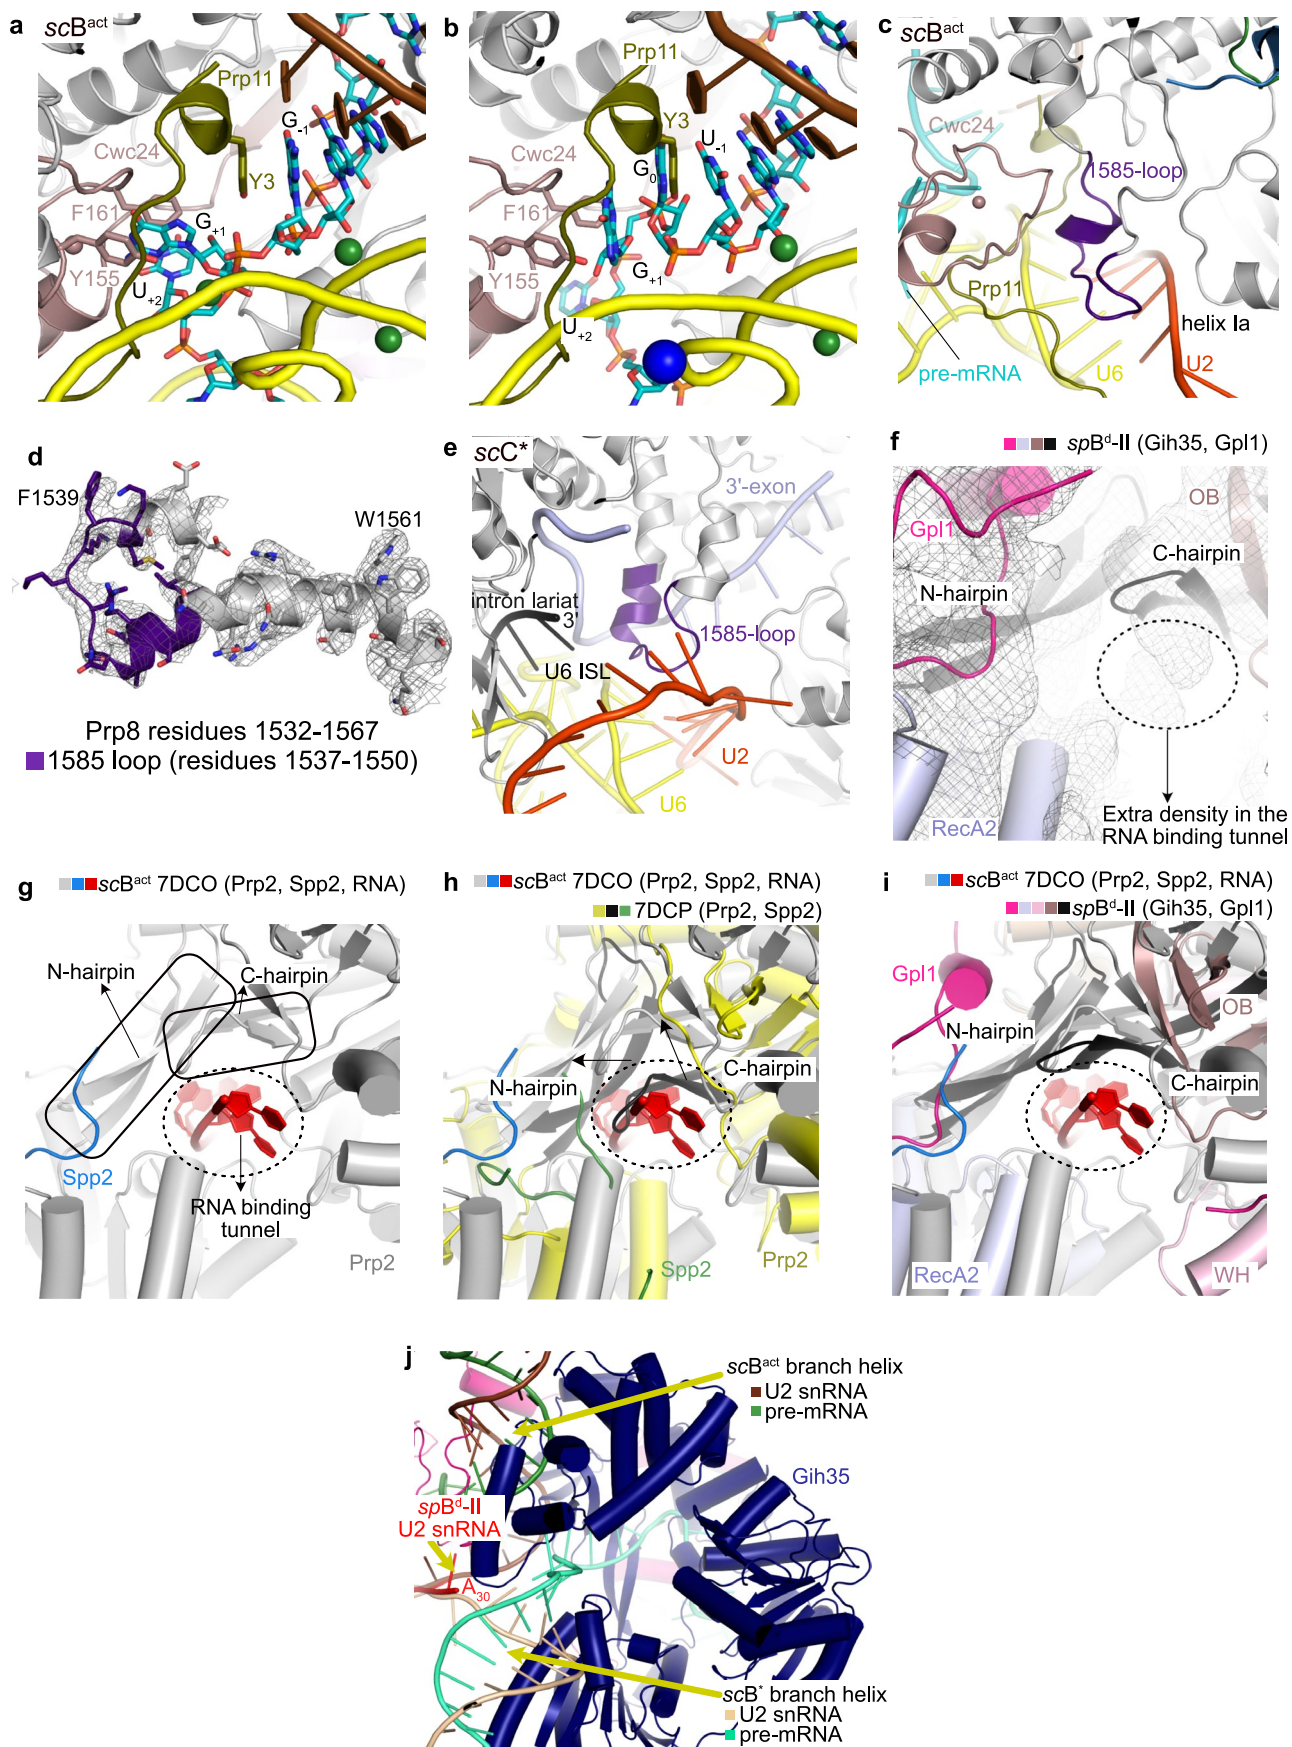 a scBact
Prp11
G-1
Cwc24
Y3
F161
G+1
Y155
U+2
b
Prp11
Y3
U-1
Cwc24
G0
F161
Y155
G+1
U+2
c scBact
Cwc24
1585-loop
Prp11
helix Ia
pre-mRNA
U6
U2
d
F1539
W1561
Prp8 residues 1532-1567
1585 loop (residues 1537-1550)
e scC*
3'-exon
intron lariat
3'
1585-loop
U6 ISL
U2
U6
f spBd-II (Gih35, Gpl1)
OB
Gpl1
C-hairpin
N-hairpin
RecA2
Extra density in the
RNA binding tunnel
g scBact 7DCO (Prp2, Spp2, RNA)
N-hairpin
C-hairpin
Spp2
RNA binding
tunnel
Prp2
h scBact 7DCO (Prp2, Spp2, RNA)
7DCP (Prp2, Spp2)
C-hairpin
N-hairpin
Spp2
Prp2
i scBact 7DCO (Prp2, Spp2, RNA)
spBd-II (Gih35, Gpl1)
Gpl1
OB
N-hairpin
C-hairpin
RecA2
WH
j
scBact branch helix
U2 snRNA
pre-mRNA
Gih35
spBd-II
U2 snRNA
A30
scB* branch helix
U2 snRNA
pre-mRNA